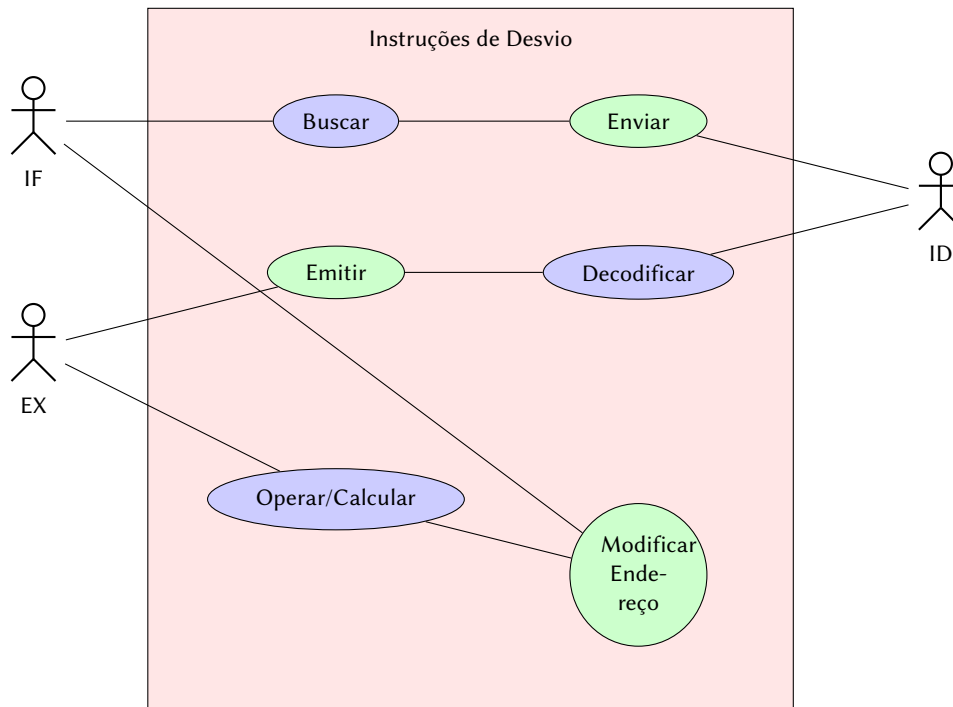 Instruções de Desvio
Buscar
Enviar
IF
ID
Emitir
Decodificar
EX
Operar/Calcular
Modificar
Ende-
reço